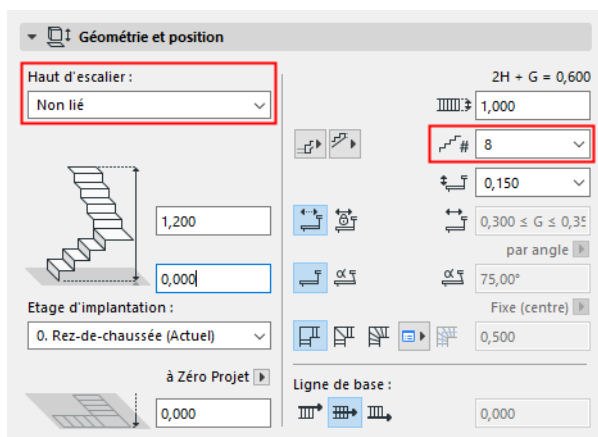 Géométrie et position
Haut d'escalier :
Non lié
1,200
0,000
Etage d'implantation :
0. Rez-de-chaussée (Actuel)
à Zéro Projet
0,000
2H + G = 0,600
1,000
# 8
0,150
0,300 ≤ G ≤ 0,35
par angle
α α 75,00°
Fixe (centre)
0,500
Ligne de base :
0,000